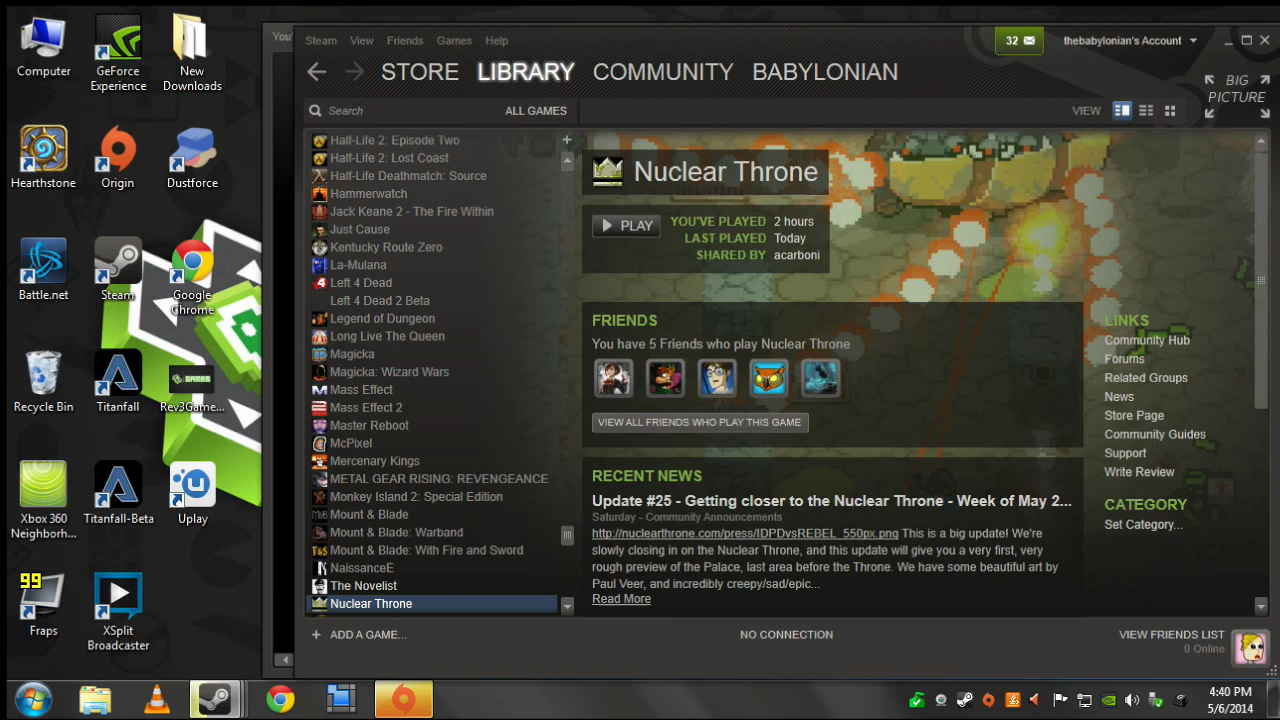 Computer
GeForce
Experience
New
Downloads
Hearthstone
Origin
Dustforce
Battle.net
Steam
Google
Chrome
Recycle Bin
Titanfall
Rev3Game...
GAMES
Xbox 360
Neighborh...
Titanfall-Beta
Uplay
99
Fraps
XSplit
Broadcaster
You'
Steam View Friends Games Help
32
thebabylonian's Account
STORE LIBRARY COMMUNITY BABYLONIAN
BIG
PICTURE
Search
ALL GAMES
VIEW
Half-Life 2: Episode Two
Half-Life 2: Lost Coast
Half-Life Deathmatch: Source
Hammerwatch
Jack Keane 2 - The Fire Within
Just Cause
Kentucky Route Zero
La-Mulana
Left 4 Dead
Left 4 Dead 2 Beta
Legend of Dungeon
Long Live The Queen
Magicka
Magicka: Wizard Wars
Mass Effect
Mass Effect 2
Master Reboot
McPixel
Mercenary Kings
METAL GEAR RISING: REVENGEANCE
Monkey Island 2: Special Edition
Mount & Blade
Mount & Blade: Warband
Mount & Blade: With Fire and Sword
NaissanceE
The Novelist
Nuclear Throne
Nuclear Throne
PLAY
YOU'VE PLAYED 2 hours
LAST PLAYED Today
SHARED BY acarboni
FRIENDS
You have 5 Friends who play Nuclear Throne
VIEW ALL FRIENDS WHO PLAY THIS GAME
RECENT NEWS
Update #25 - Getting closer to the Nuclear Throne - Week of May 2...
Saturday - Community Announcements
http://nuclearthrone.com/press/IDPDvsREBEL_550px.png This is a big update! We're
slowly closing in on the Nuclear Throne, and this update will give you a very first, very
rough preview of the Palace, last area before the Throne. We have some beautiful art by
Paul Veer, and incredibly creepy/sad/epic...
Read More
LINKS
Community Hub
Forums
Related Groups
News
Store Page
Community Guides
Support
Write Review
CATEGORY
Set Category...
+ ADD A GAME...
NO CONNECTION
VIEW FRIENDS LIST
0 Online
4:40 PM
5/6/2014